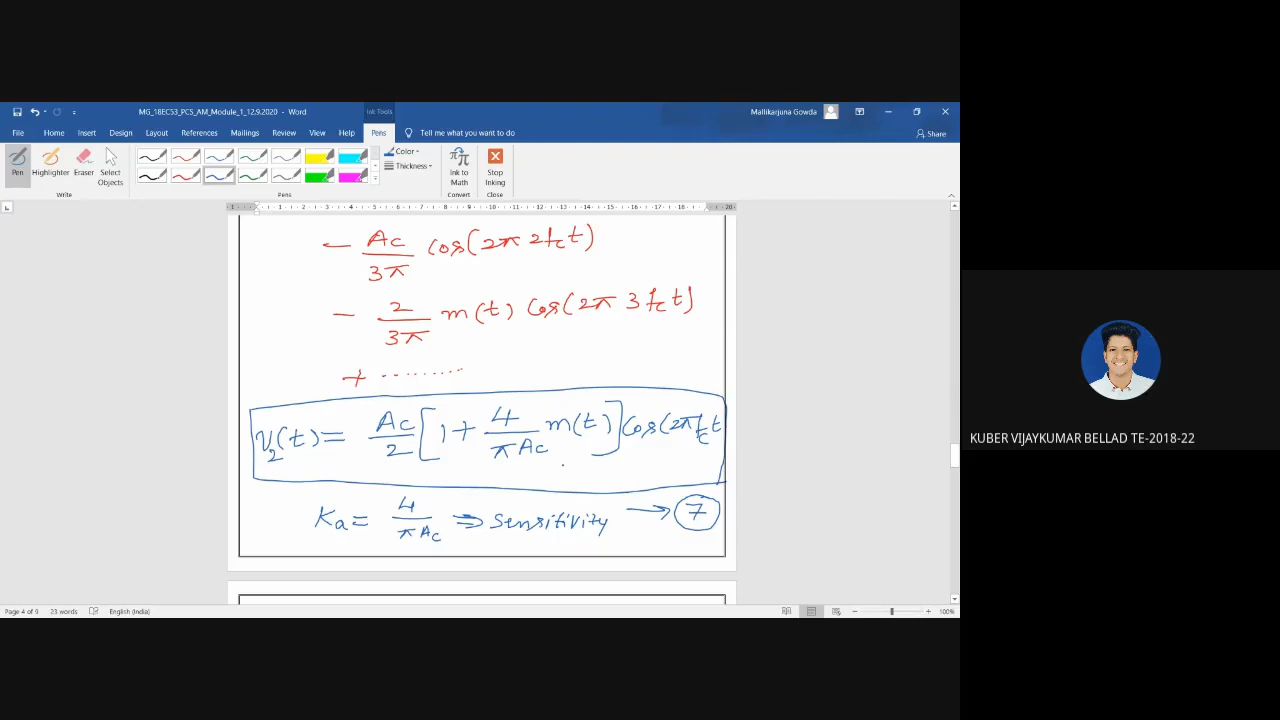 MG_18EC53_PCS_AM_Module_1_12.9.2020 - Word
Ink Tools
Mallikarjuna Gowda
File Home Insert Design Layout References Mailings Review View Help Pens Tell me what you want to do
Share
Pen Highlighter Eraser Select Objects
Color
Thickness
Ink to Math
Stop Inking
Write Pens Convert Close
− Ac/3π cos(2π 2fc t)
− 2/3π m(t) cos(2π 3fc t)
+ .........
v2(t) = Ac/2 [1 + 4/πAc m(t)] cos(2πfc t
Ka = 4/πAc ⇒ sensitivity → 7
KUBER VIJAYKUMAR BELLAD TE-2018-22
Page 4 of 9 23 words English (India) 100%